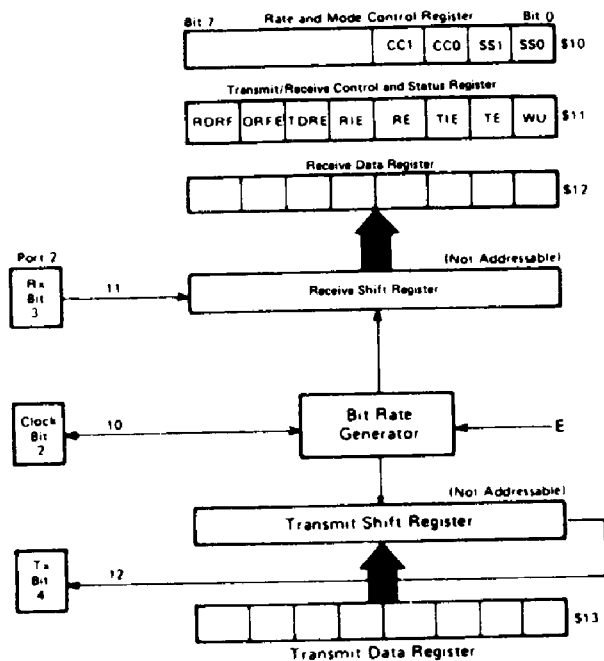 Rate and Mode Control Register
Bit 7
Bit 0
CC1 CC0 SS1 SS0 $10
Transmit/Receive Control and Status Register
RDRF ORFE TDRE RIE RE TIE TE WU $11
Receive Data Register
$12
(Not Addressable)
Port 2
Rx
Bit
3
11
Receive Shift Register
Clock
Bit
2
10
Bit Rate
Generator
E
(Not Addressable)
Transmit Shift Register
Tx
Bit
4
12
$13
Transmit Data Register